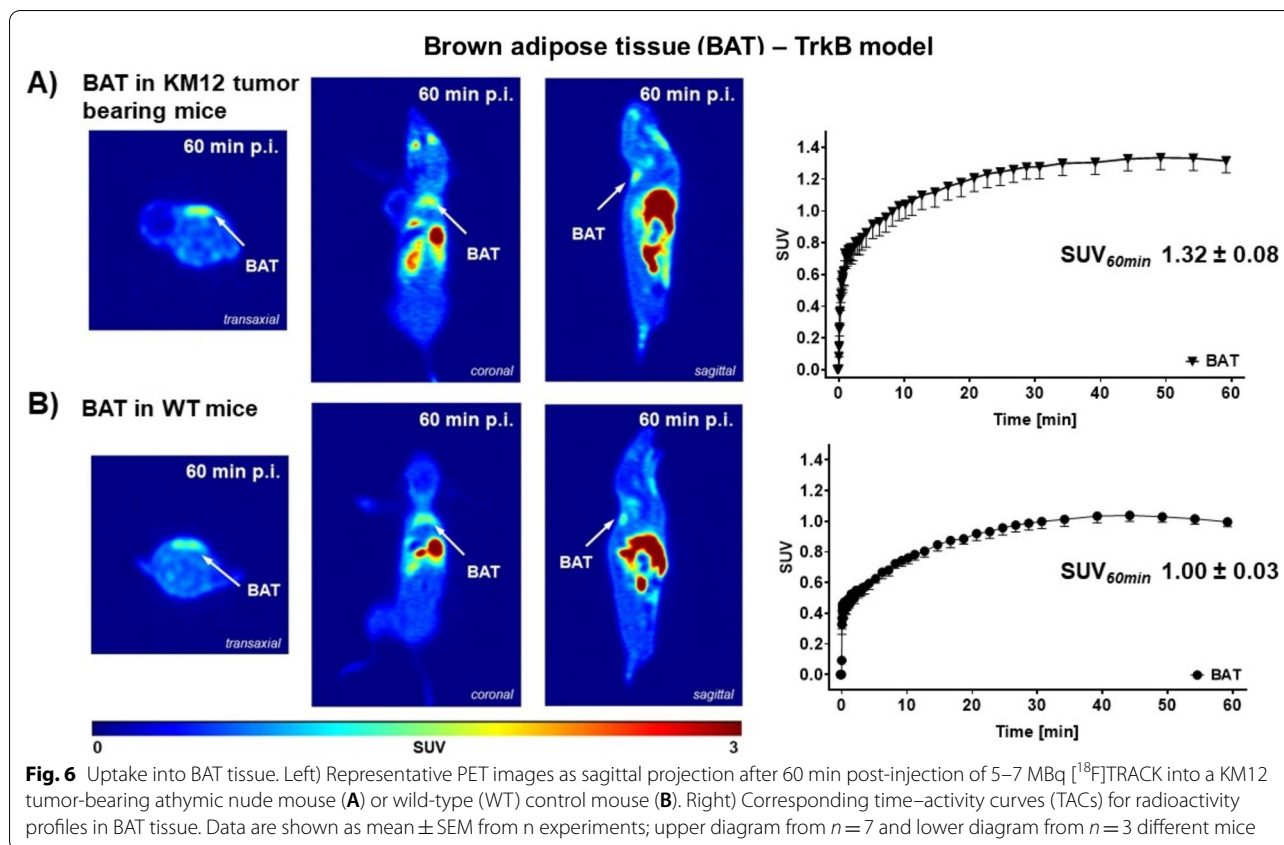 Brown adipose tissue (BAT) – TrkB model
A) BAT in KM12 tumor
bearing mice
60 min p.i.
BAT
transaxial
60 min p.i.
BAT
coronal
60 min p.i.
BAT
sagittal
1.4
1.2
1.0
0.8
0.6
0.4
0.2
0.0
SUV
SUV60min 1.32 ± 0.08
BAT
0 10 20 30 40 50 60
Time [min]
B) BAT in WT mice
60 min p.i.
BAT
transaxial
60 min p.i.
BAT
coronal
60 min p.i.
BAT
sagittal
1.4
1.2
1.0
0.8
0.6
0.4
0.2
0.0
SUV
SUV60min 1.00 ± 0.03
BAT
0 10 20 30 40 50 60
Time [min]
0 SUV 3
Fig. 6 Uptake into BAT tissue. Left) Representative PET images as sagittal projection after 60 min post-injection of 5–7 MBq [18F]TRACK into a KM12
tumor-bearing athymic nude mouse (A) or wild-type (WT) control mouse (B). Right) Corresponding time–activity curves (TACs) for radioactivity
profiles in BAT tissue. Data are shown as mean ± SEM from n experiments; upper diagram from n = 7 and lower diagram from n = 3 different mice